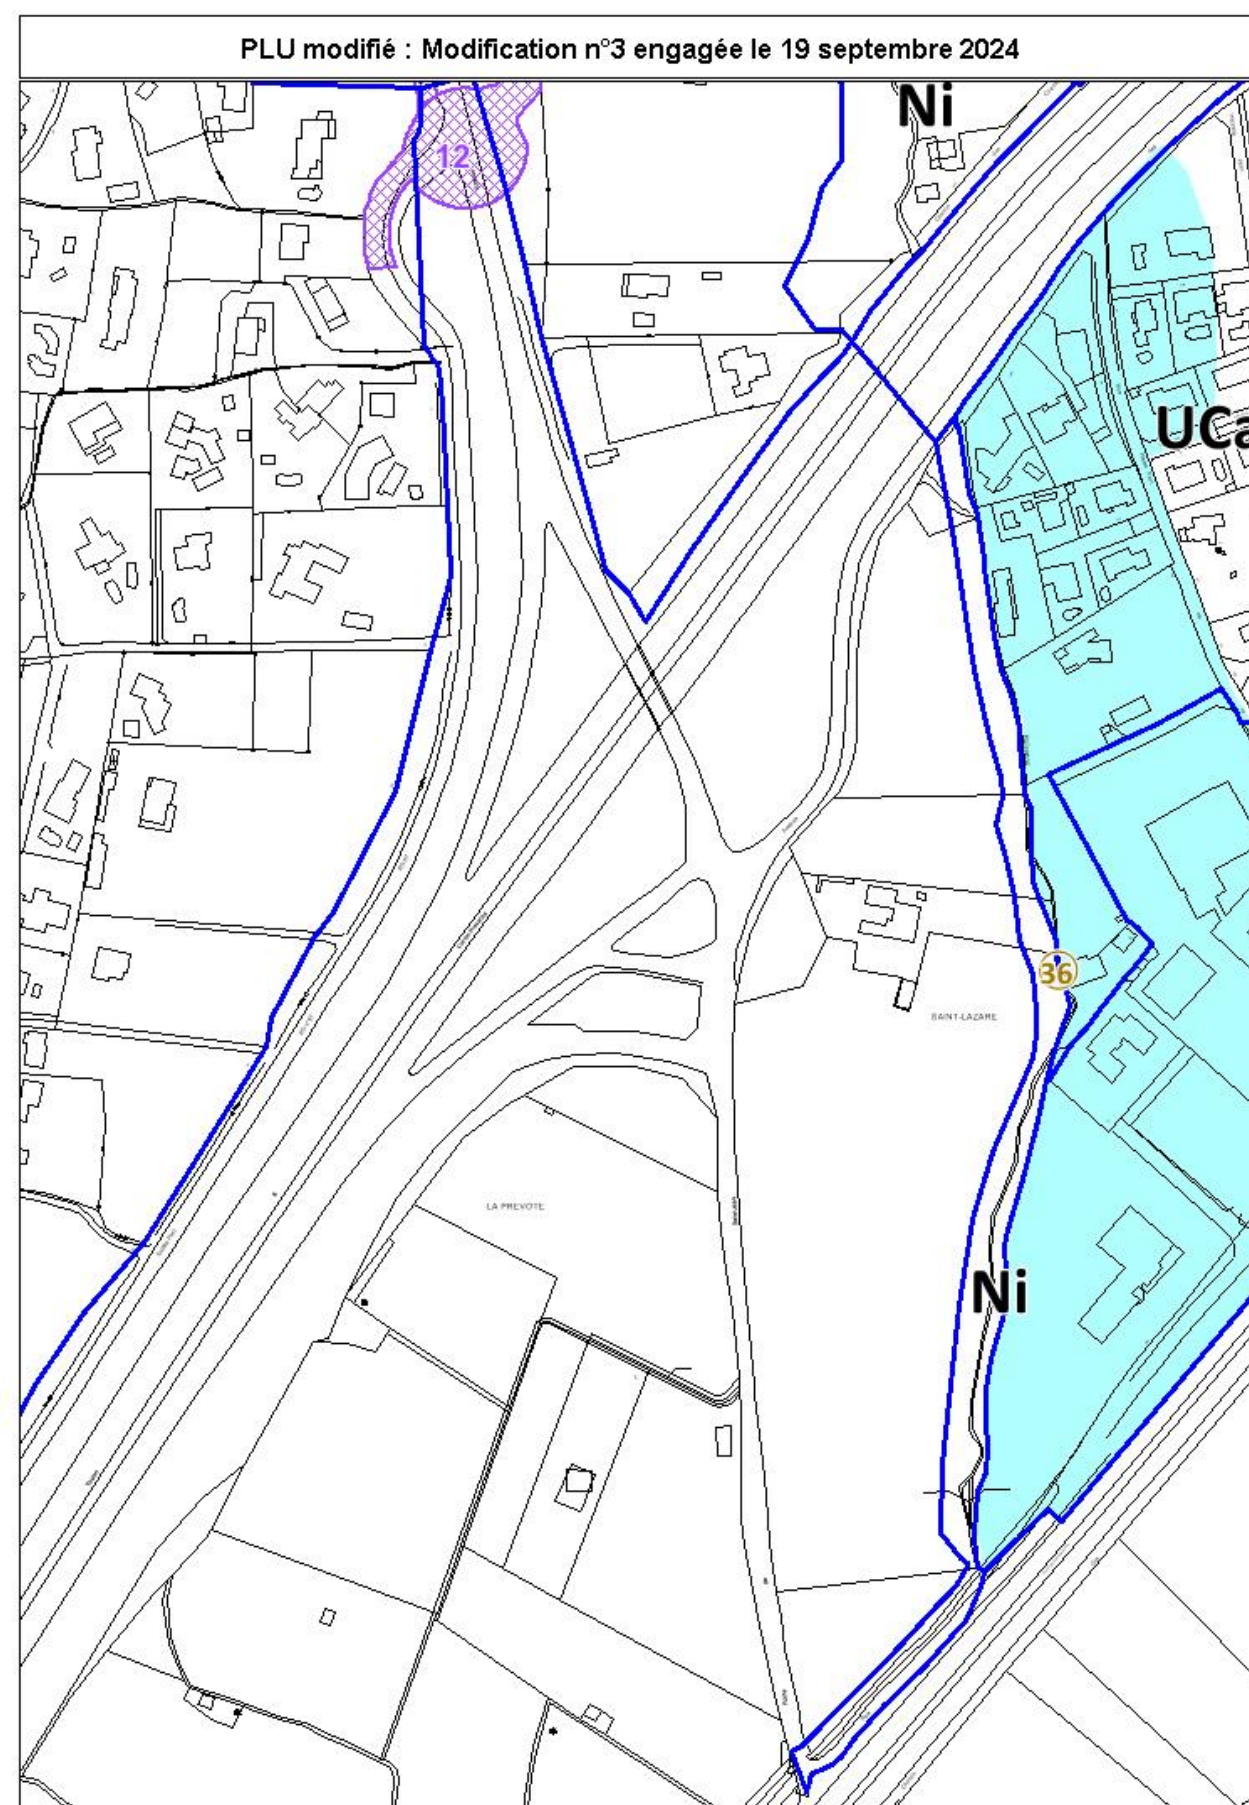 PLU modifié : Modification n°3 engagée le 19 septembre 2024
Ni
12
UCa
36
SAINT-LAZARE
LA PREVOTE
Ni